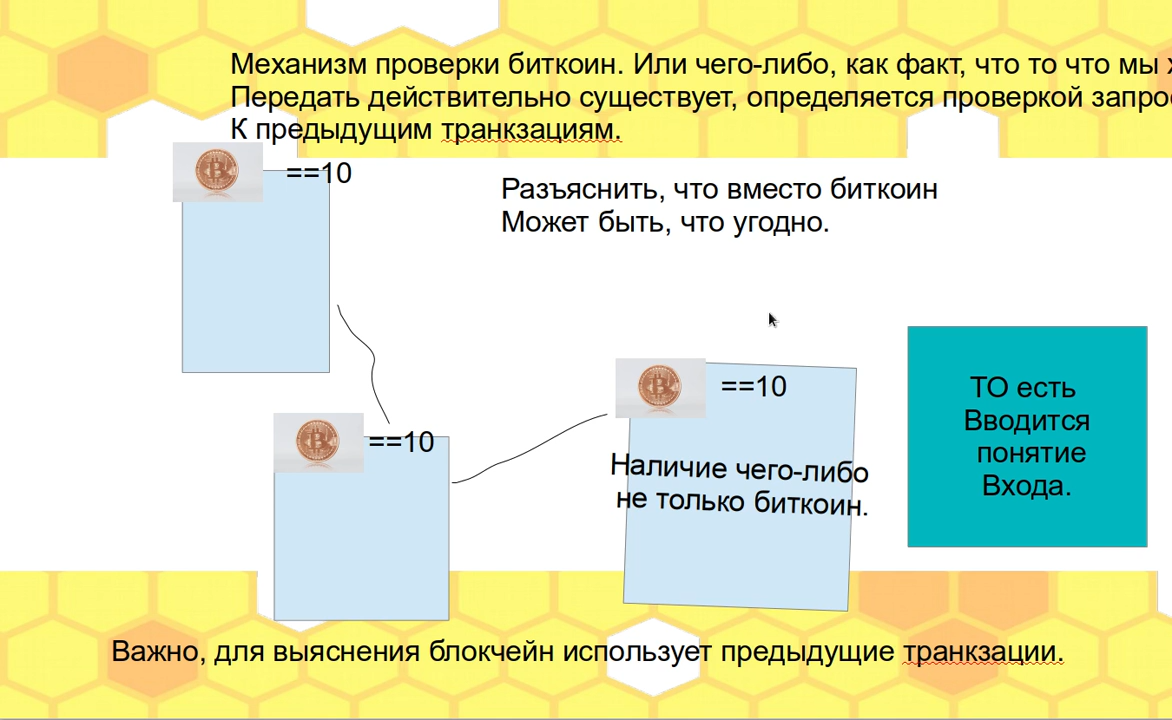 Механизм проверки биткоин. Или чего-либо, как факт, что то что мы
Передать действительно существует, определяется проверкой
К предыдущим транкзациям.
==10
Разъяснить, что вместо биткоин
Может быть, что угодно.
==10
==10
Наличие чего-либо
не только биткоин.
ТО есть
Вводится
понятие
Входа.
Важно, для выяснения блокчейн использует предыдущие транкзации.